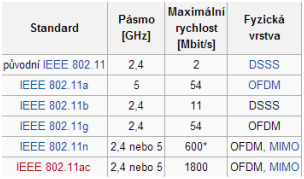 Standard Pásmo [GHz] Maximální rychlost [Mbit/s] Fyzická vrstva
původní IEEE 802.11 2,4 2 DSSS
IEEE 802.11a 5 54 OFDM
IEEE 802.11b 2,4 11 DSSS
IEEE 802.11g 2,4 54 OFDM
IEEE 802.11n 2,4 nebo 5 600* OFDM, MIMO
IEEE 802.11ac 2,4 nebo 5 1800 OFDM, MIMO